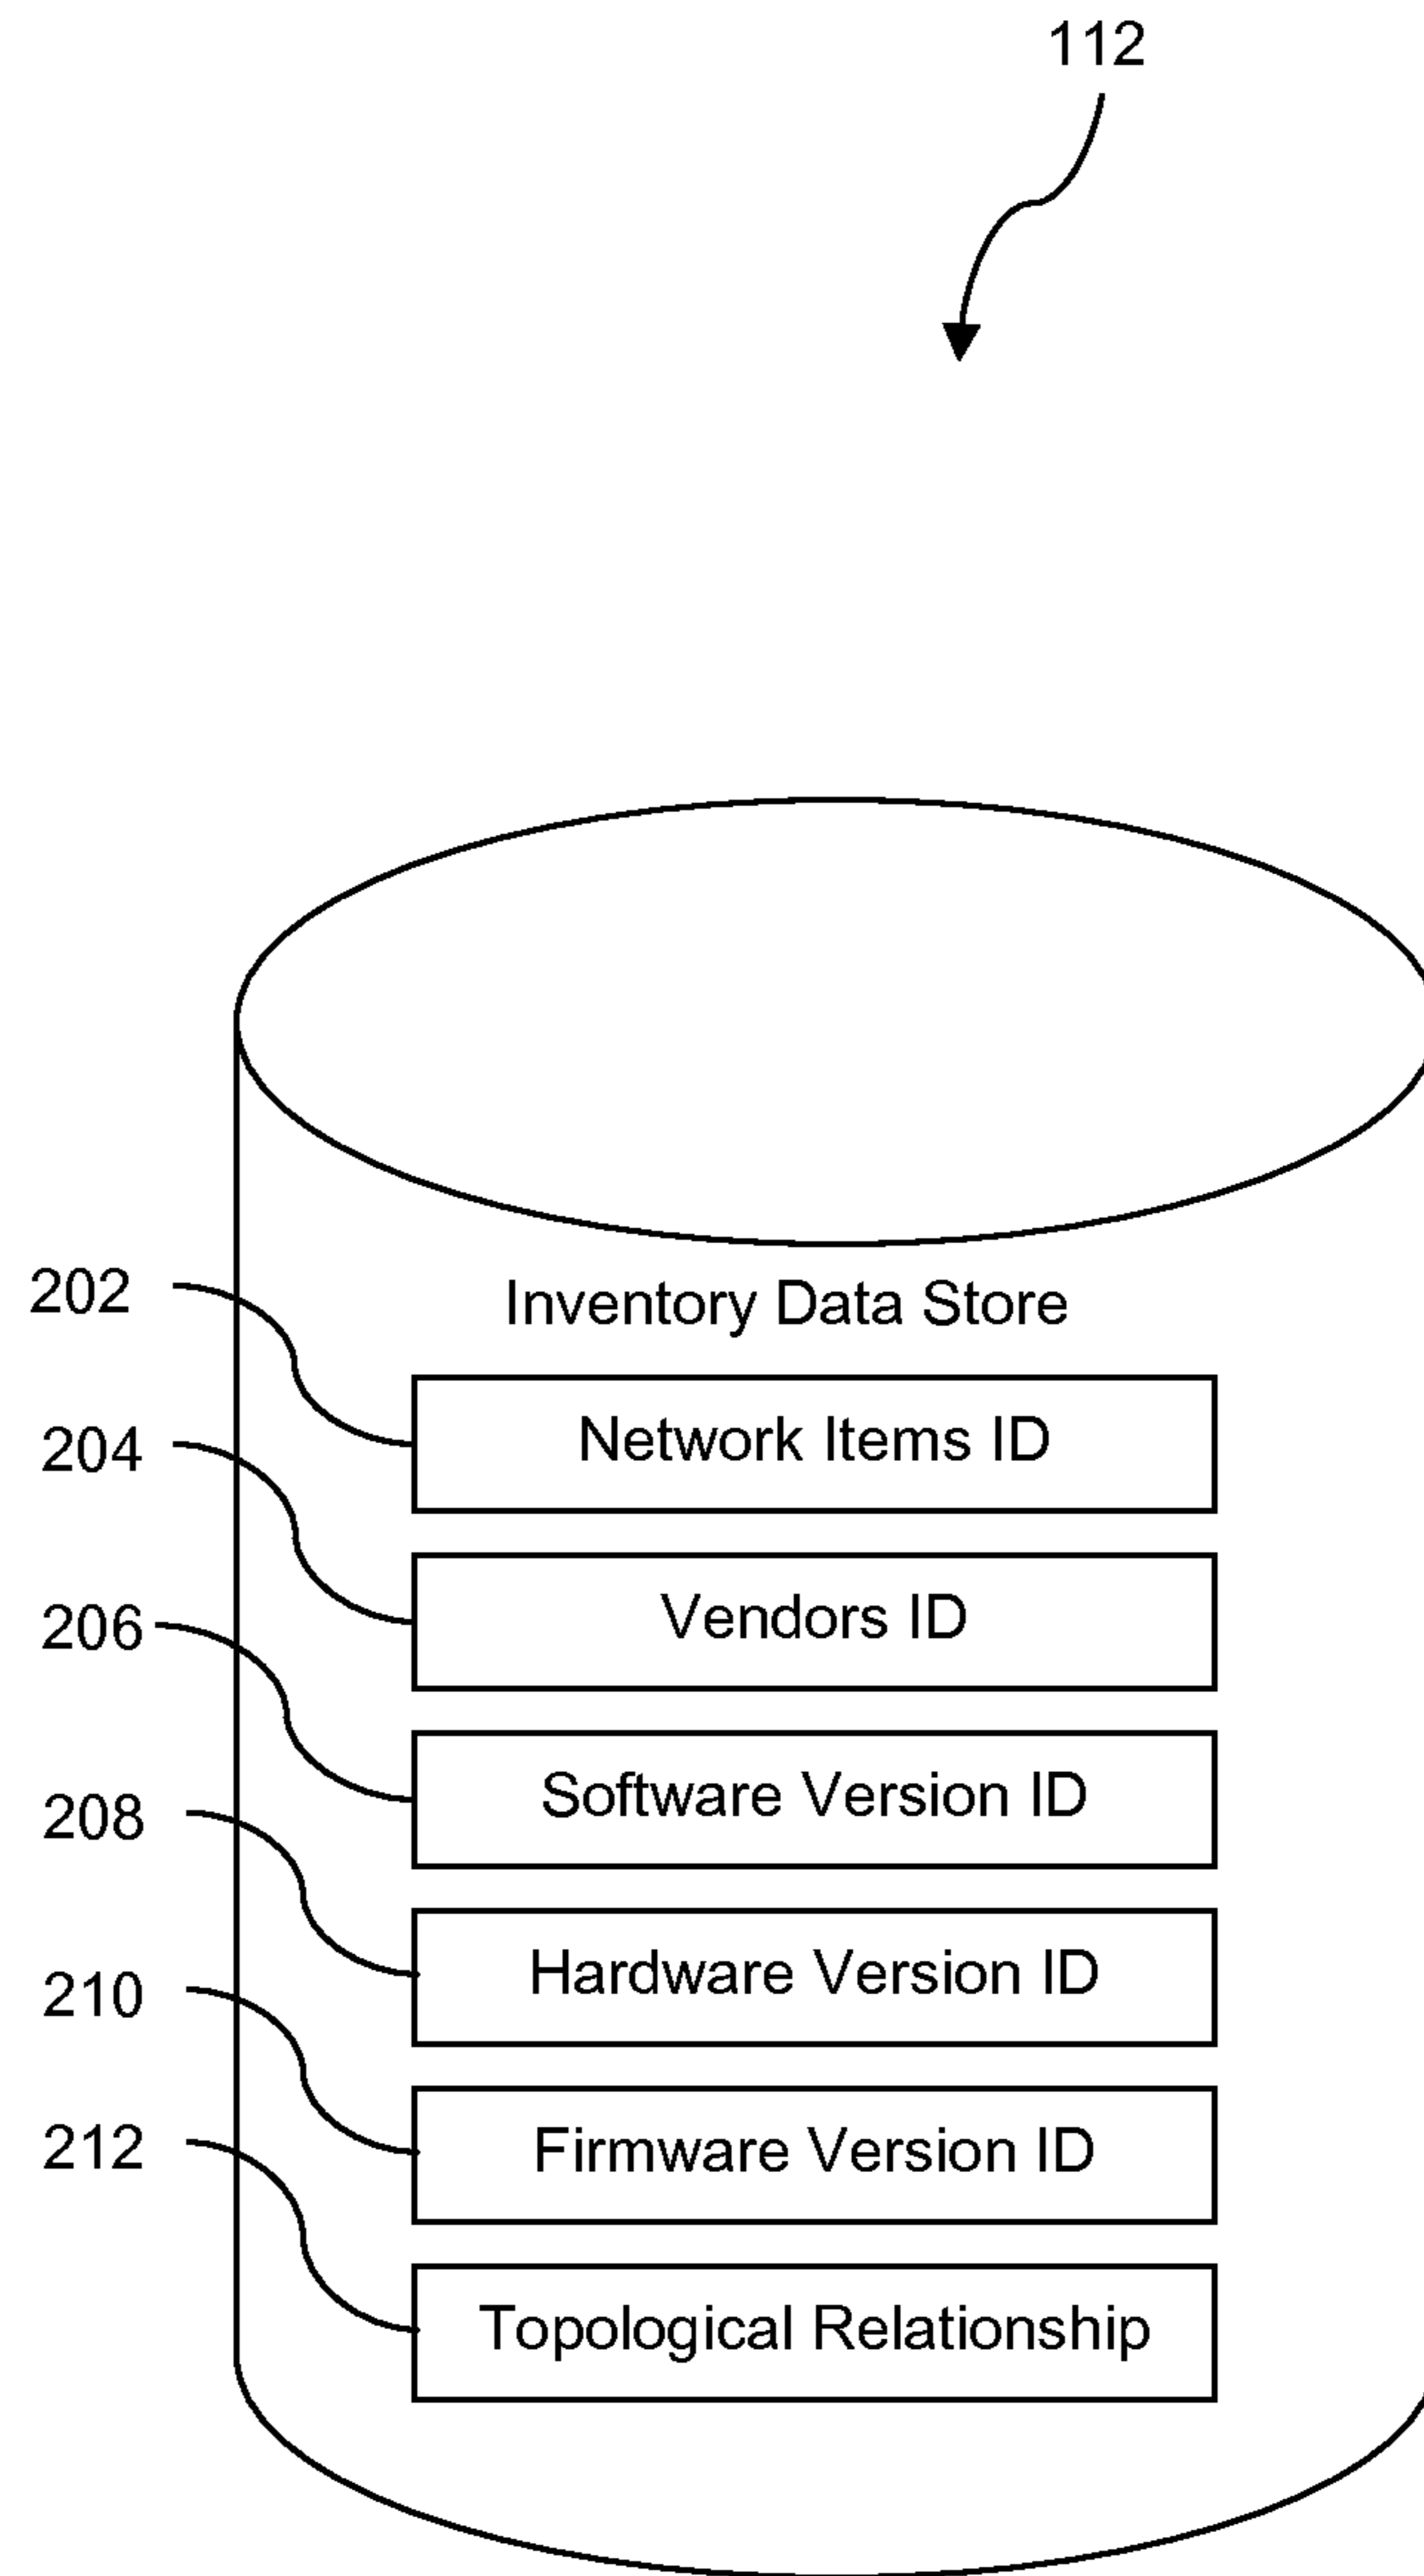 112
Inventory Data Store
202
Network Items ID
204
Vendors ID
206
Software Version ID
208
Hardware Version ID
210
Firmware Version ID
212
Topological Relationship